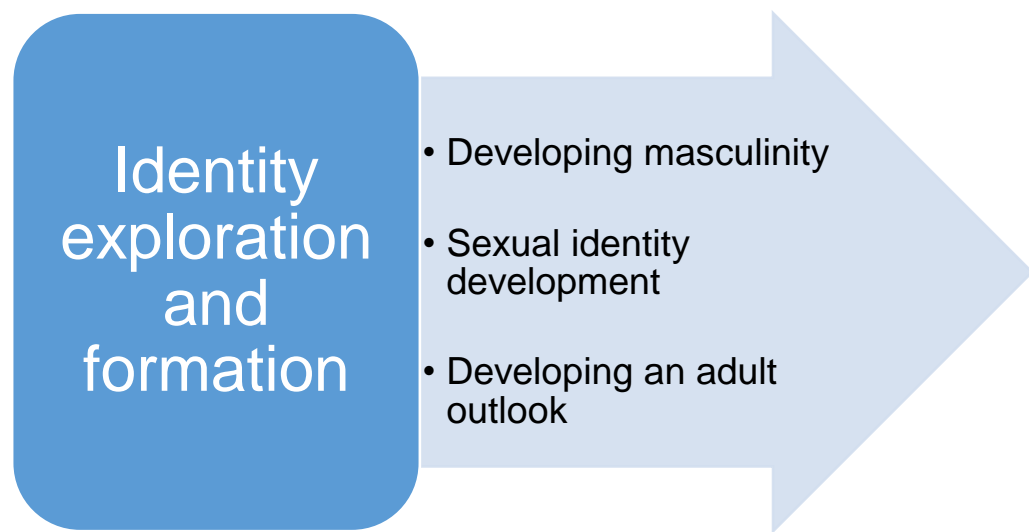 Identity
exploration
and
formation
• Developing masculinity
• Sexual identity
development
• Developing an adult
outlook